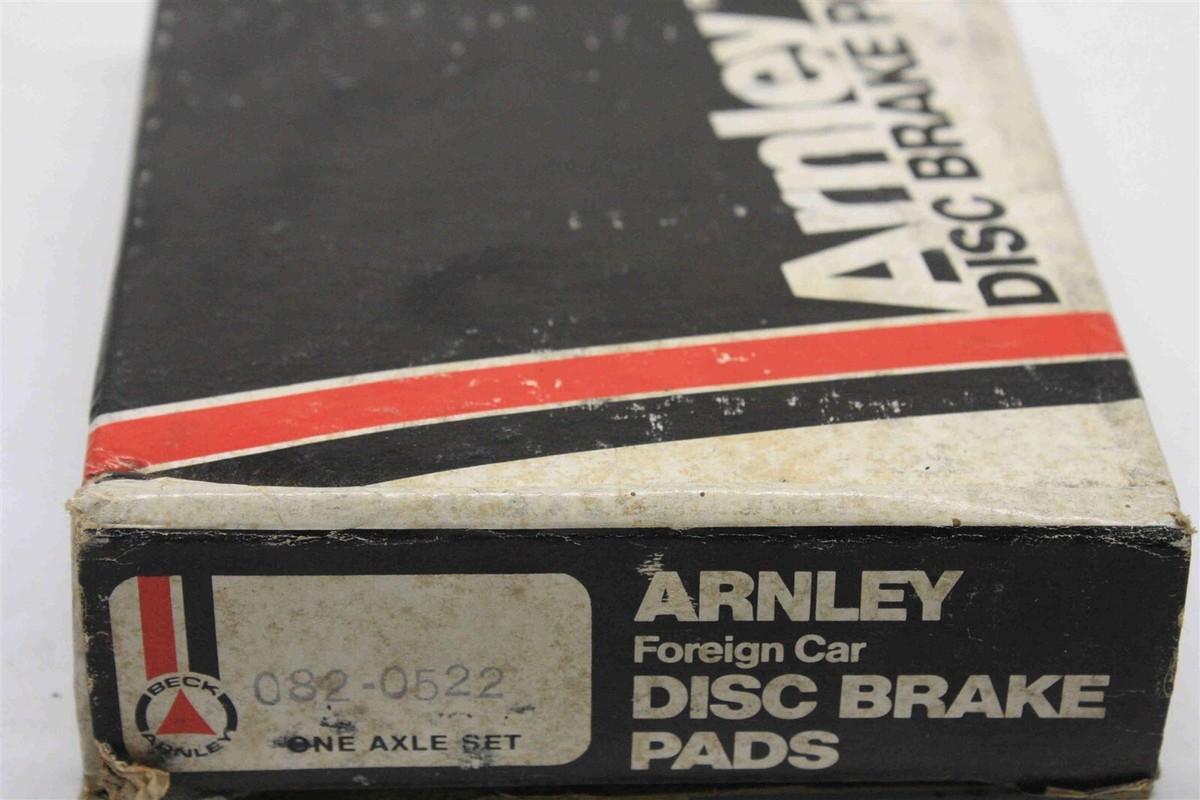 Arnley
DISC BRAKE
ARNLEY
Foreign Car
DISC BRAKE
PADS
BECK
ARNLEY
082-0522
ONE AXLE SET